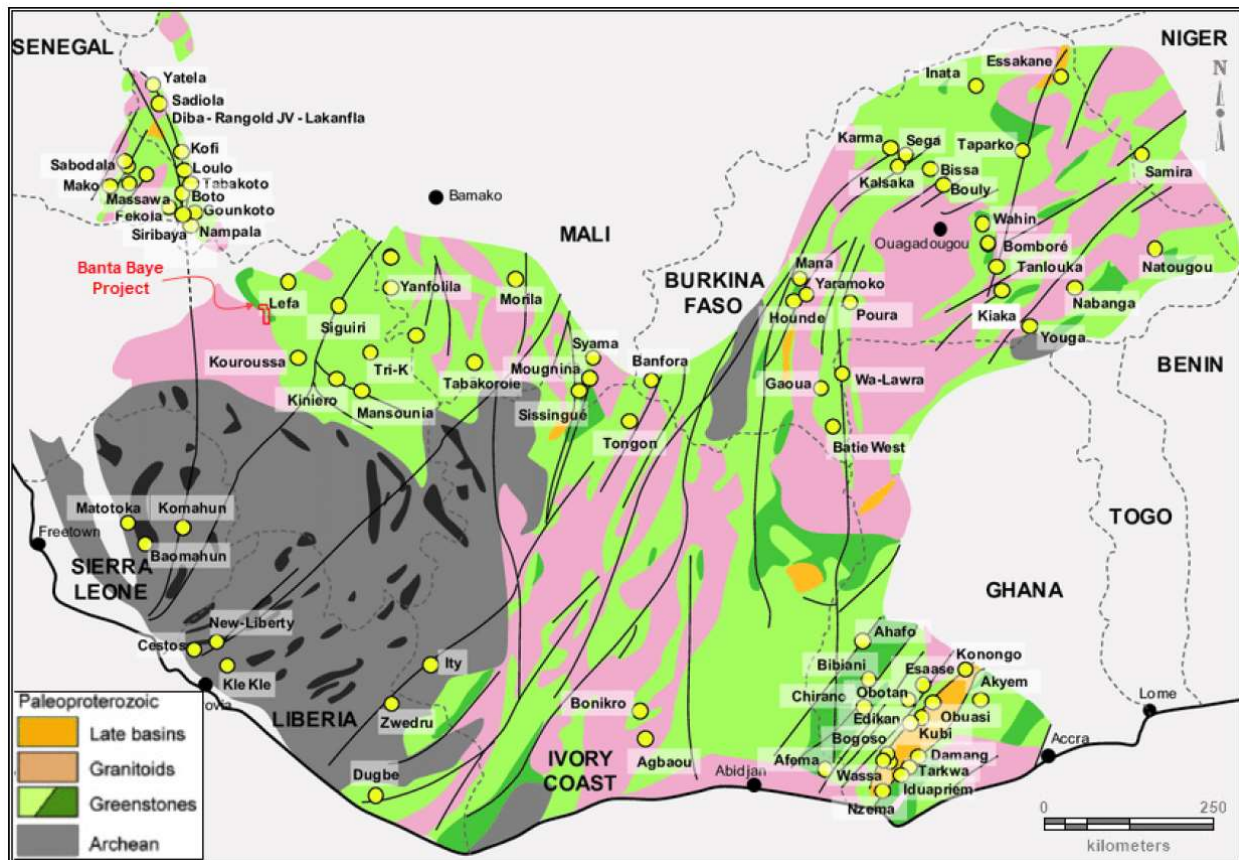 SENEGAL
NIGER
N
Essakane
Inata
Yatela
Sadiola
Diba - Rangold JV - Lakanfla
Karma
Sega
Taparko
Kofi
Sabodala
Loulo
Kalsaka
Bissa
Samira
Mako
Tabakoto
Bouly
Massawa
Boto
Bamako
Fekola
Gounkoto
Wahin
Siribaya
Nampala
MALI
Ouagadougou
Bomboré
Banta Baye
Project
BURKINA
FASO
Mana
Tanlouka
Natougou
Lefa
Yanfolila
Morila
Yaramoko
Siguiri
Hounde
Poura
Kiaka
Nabanga
Syama
Youga
Kouroussa
Tri-K
Mougnina
Banfora
BENIN
Kiniero
Tabakoroie
Gaoua
Wa-Lawra
Mansounia
Sissingué
Tongon
Batie West
Matotoka
Komahun
TOGO
Freetown
Baomahun
SIERRA
LEONE
GHANA
New-Liberty
Ahafo
Cestos
Konongo
Ity
Bibiani
Esaase
Akyem
Kle Kle
Chirano
Obotan
Lome
ovia
LIBERIA
Zwedru
Bonikro
Edikan
Obuasi
Bogoso
Kubi
Accra
IVORY
COAST
Afema
Damang
Dugbe
Agbaou
Abidjan
Wassa
Tarkwa
Iduapriem
Nzema
Paleoproterozoic
Late basins
Granitoids
Greenstones
Archean
0 250
kilometers